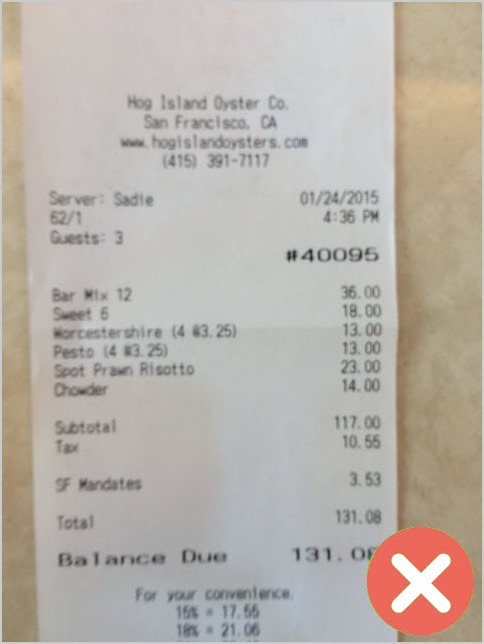 Hog Island Oyster Co.
San Francisco, CA
www.hogislandoysters.com
(415) 391-7117
Server: Sadie 01/24/2015
62/1 4:36 PM
Guests: 3
#40095
Bar Mix 12 36.00
Sweet 6 18.00
Worcestershire (4 @3.25) 13.00
Pesto (4 @3.25) 13.00
Spot Prawn Risotto 23.00
Chowder 14.00
Subtotal 117.00
Tax 10.55
SF Mandates 3.53
Total 131.08
Balance Due 131.08
For your convenience.
15% = 17.55
18% = 21.06